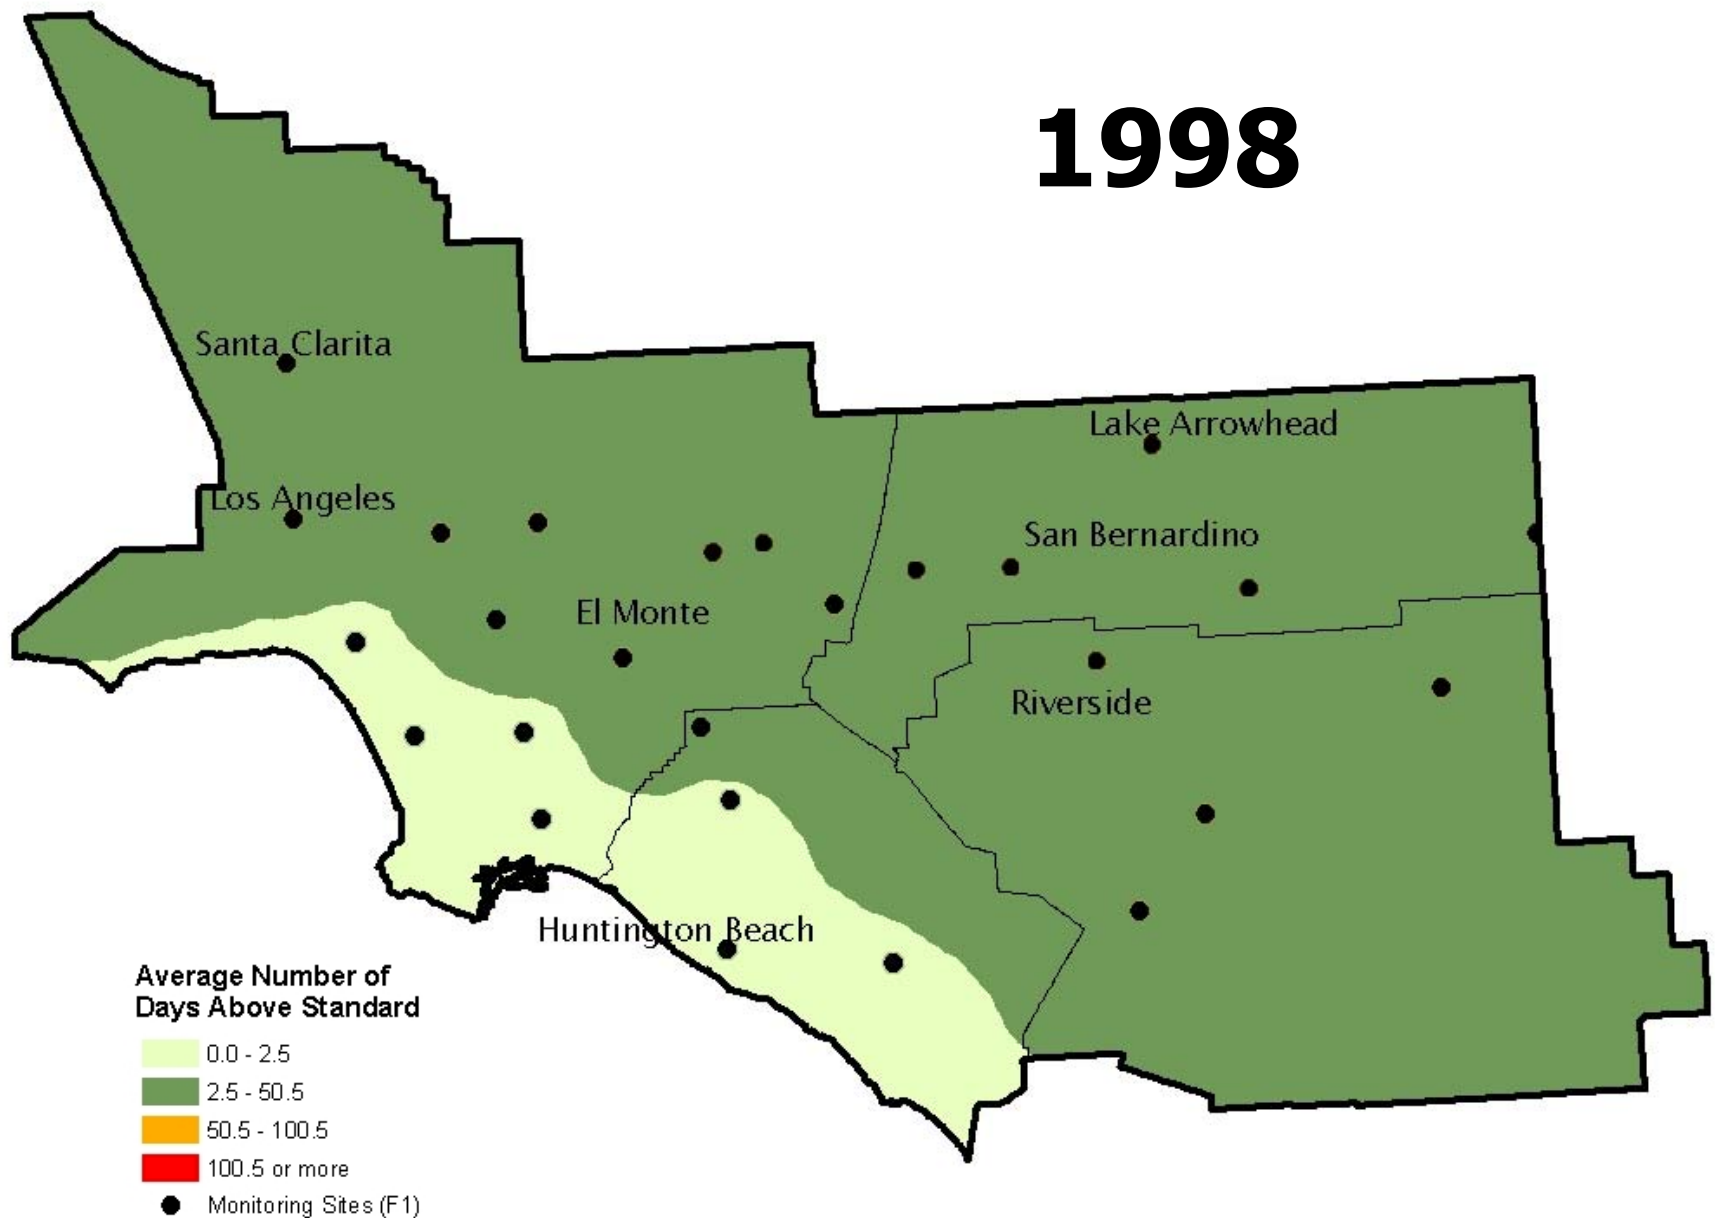 1998
Santa Clarita
Lake Arrowhead
Los Angeles
San Bernardino
El Monte
Riverside
Huntington Beach
Average Number of
Days Above Standard
0.0 - 2.5
2.5 - 50.5
50.5 - 100.5
100.5 or more
Monitoring Sites (F1)